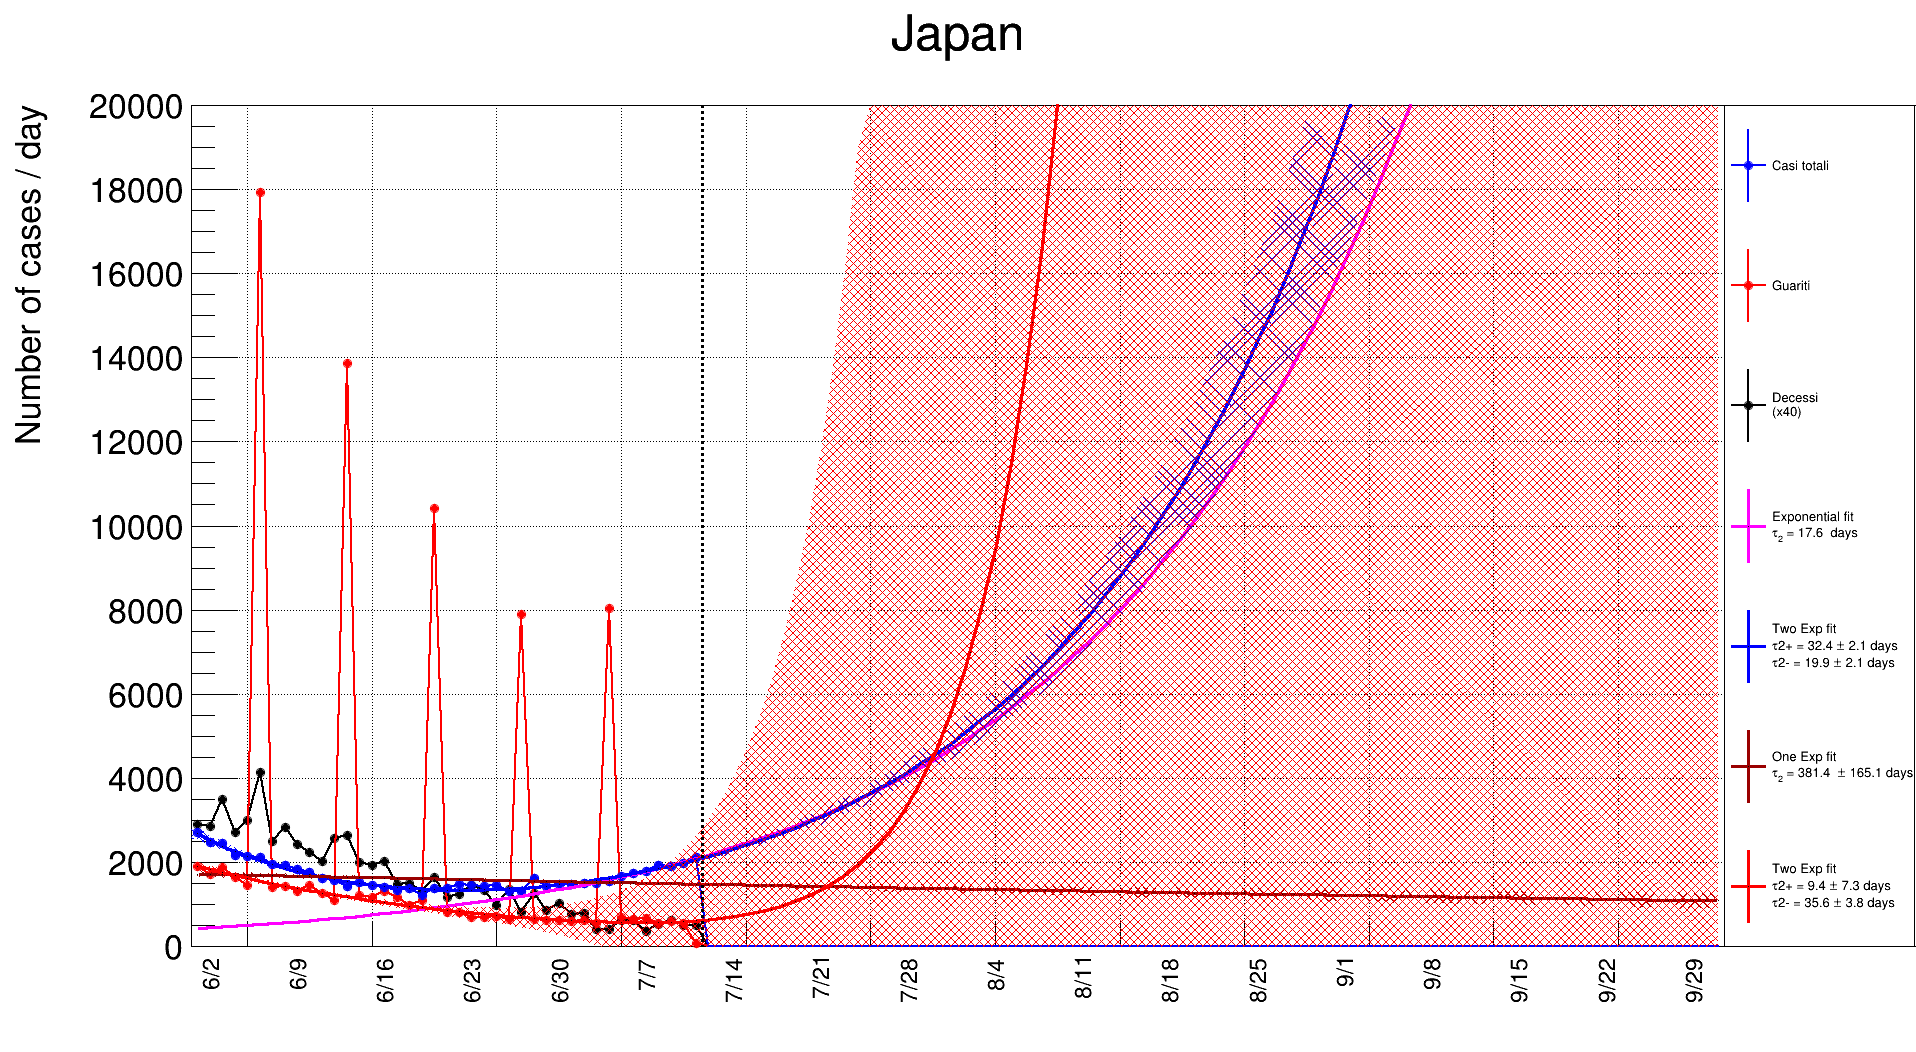 Japan
Number of cases / day
20000
18000
16000
14000
12000
10000
8000
6000
4000
2000
0
6/2 6/9 6/16 6/23 6/30 7/7 7/14 7/21 7/28 8/4 8/11 8/18 8/25 9/1 9/8 9/15 9/22 9/29
Casi totali
Guariti
Decessi
(x40)
Exponential fit
τ2 = 17.6 days
Two Exp fit
τ2+ = 32.4 ± 2.1 days
τ2- = 19.9 ± 2.1 days
One Exp fit
τ2 = 381.4 ± 165.1 days
Two Exp fit
τ2+ = 9.4 ± 7.3 days
τ2- = 35.6 ± 3.8 days